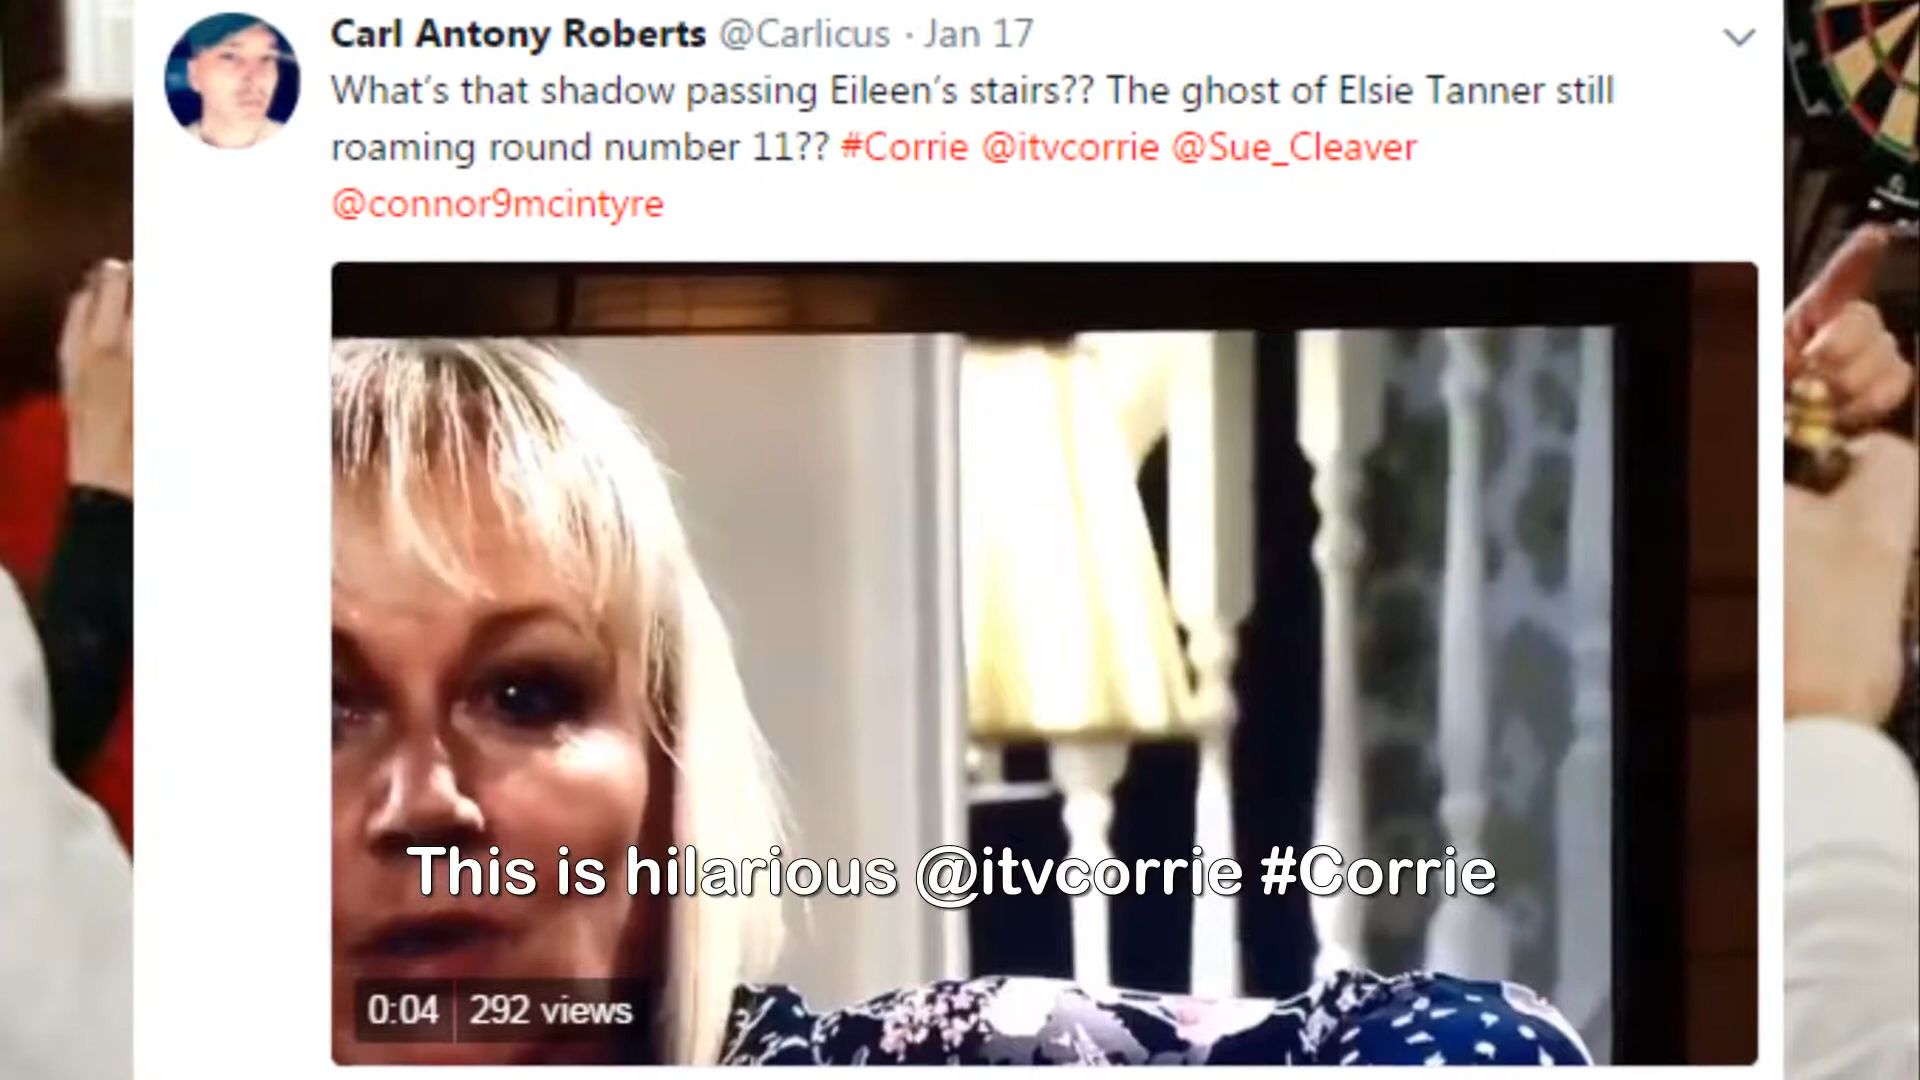 Carl Antony Roberts @Carlicus · Jan 17
What's that shadow passing Eileen's stairs?? The ghost of Elsie Tanner still
roaming round number 11?? #Corrie @itvcorrie @Sue_Cleaver
@connor9mcintyre
This is hilarious @itvcorrie #Corrie
0:04 292 views